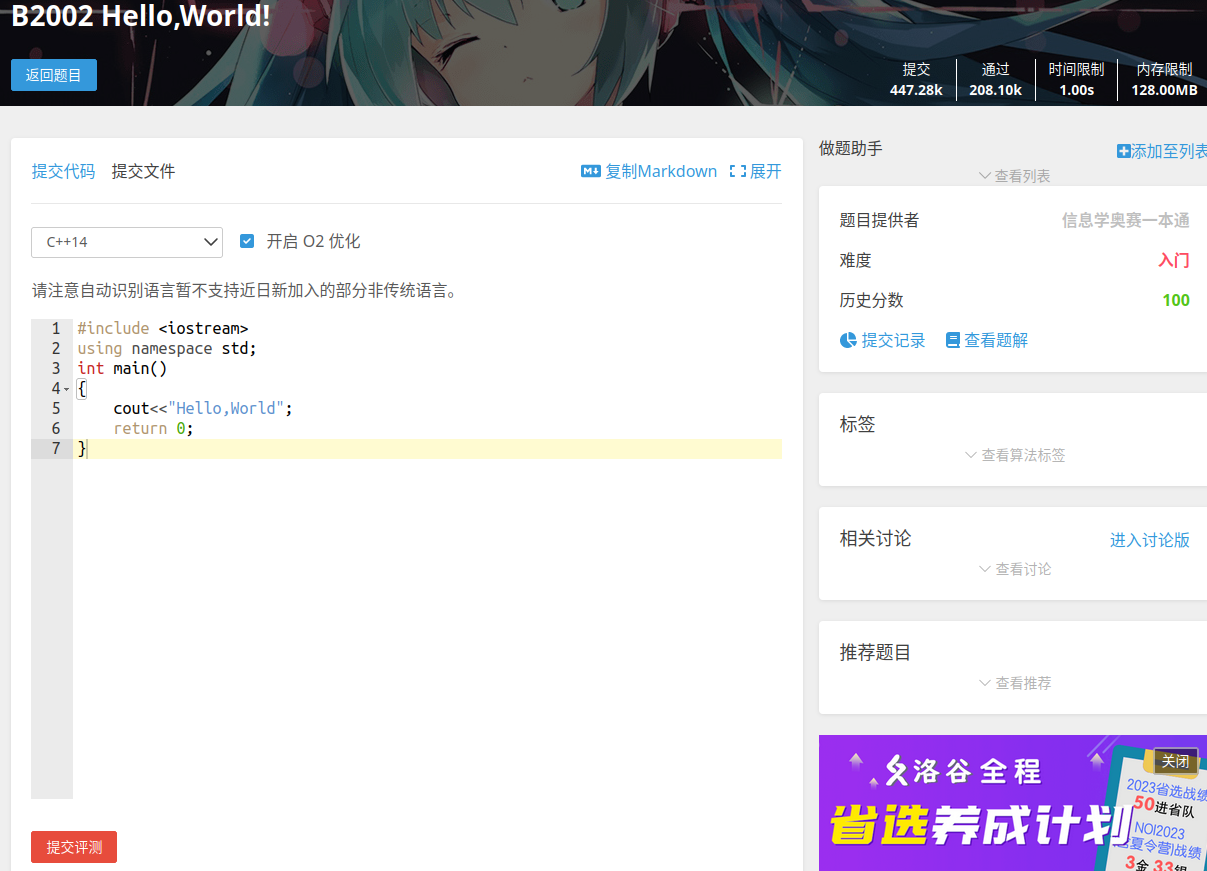 B2002 Hello,World!
返回题目
提交 通过 时间限制 内存限制
447.28k 208.10k 1.00s 128.00MB
提交代码 提交文件 复制Markdown 展开
C++14 开启 O2 优化
请注意自动识别语言暂不支持近日新加入的部分非传统语言。
1 #include <iostream>
2 using namespace std;
3 int main()
4 {
5 cout<<"Hello,World";
6 return 0;
7 }
提交评测
做题助手 添加至列表
查看列表
题目提供者 信息学奥赛一本通
难度 入门
历史分数 100
提交记录 查看题解
标签
查看算法标签
相关讨论 进入讨论版
查看讨论
推荐题目
查看推荐
关闭
洛谷全程
省选养成计划
2023省选战绩
50进省队
NOI2023
夏令营|战绩
3金 33银